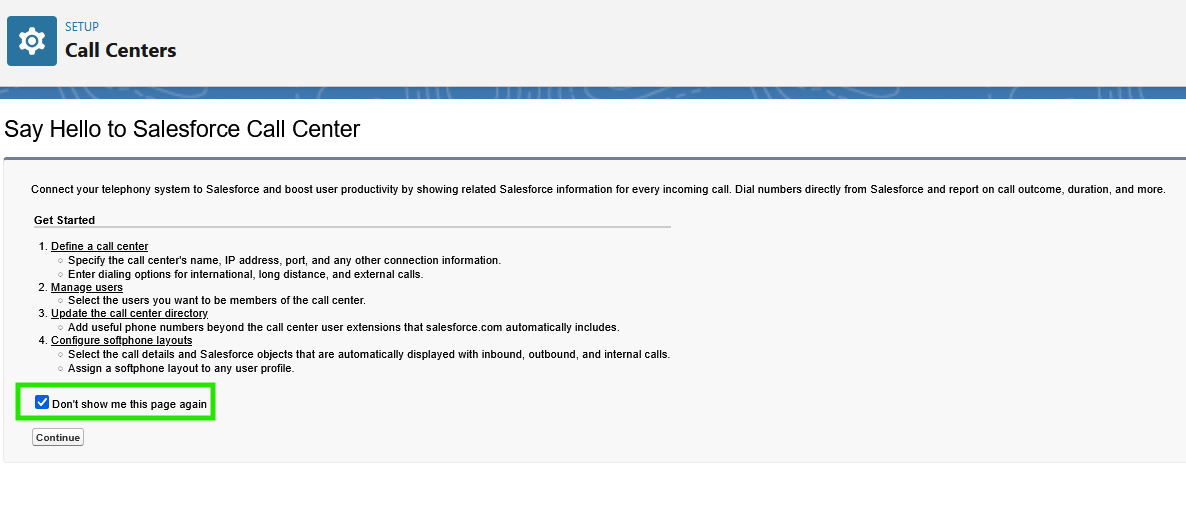 SETUP
Call Centers
Say Hello to Salesforce Call Center
Connect your telephony system to Salesforce and boost user productivity by showing related Salesforce information for every incoming call. Dial numbers directly from Salesforce and report on call outcome, duration, and more.
Get Started
1. Define a call center
○ Specify the call center's name, IP address, port, and any other connection information.
○ Enter dialing options for international, long distance, and external calls.
2. Manage users
○ Select the users you want to be members of the call center.
3. Update the call center directory
○ Add useful phone numbers beyond the call center user extensions that salesforce.com automatically includes.
4. Configure softphone layouts
○ Select the call details and Salesforce objects that are automatically displayed with inbound, outbound, and internal calls.
○ Assign a softphone layout to any user profile.
Don't show me this page again
Continue